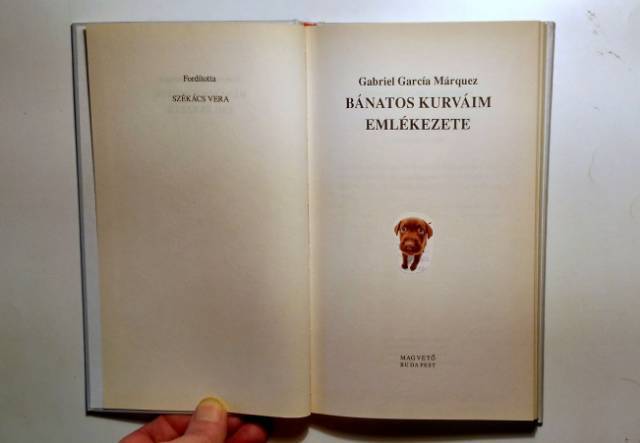 Fordította
SZÉKÁCS VERA
Gabriel García Márquez
BÁNATOS KURVÁIM
EMLÉKEZETE
MAGVETŐ
BUDAPEST